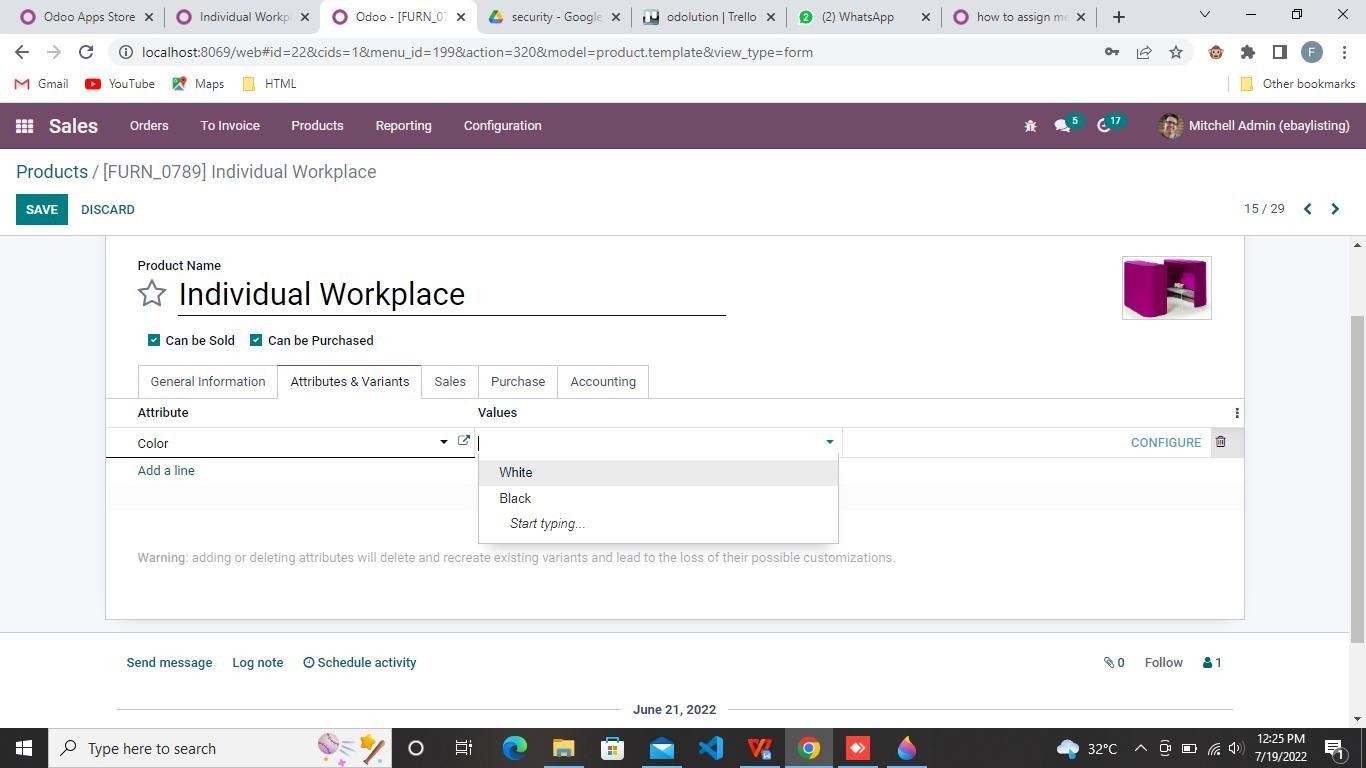 Odoo Apps Store
Individual Workp
Odoo - [FURN_07
security - Google
odolution | Trello
(2) WhatsApp
how to assign me
localhost:8069/web#id=22&cids=1&menu_id=199&action=320&model=product.template&view_type=form
F
Gmail
YouTube
Maps
HTML
Other bookmarks
Sales
Orders
To Invoice
Products
Reporting
Configuration
5
17
Mitchell Admin (ebaylisting)
Products / [FURN_0789] Individual Workplace
SAVE
DISCARD
15 / 29
Product Name
Individual Workplace
Can be Sold
Can be Purchased
General Information
Attributes & Variants
Sales
Purchase
Accounting
Attribute
Values
Color
CONFIGURE
Add a line
White
Black
Start typing...
Warning: adding or deleting attributes will delete and recreate existing variants and lead to the loss of their possible customizations.
Send message
Log note
Schedule activity
0
Follow
1
June 21, 2022
Type here to search
32°C
12:25 PM
7/19/2022
1